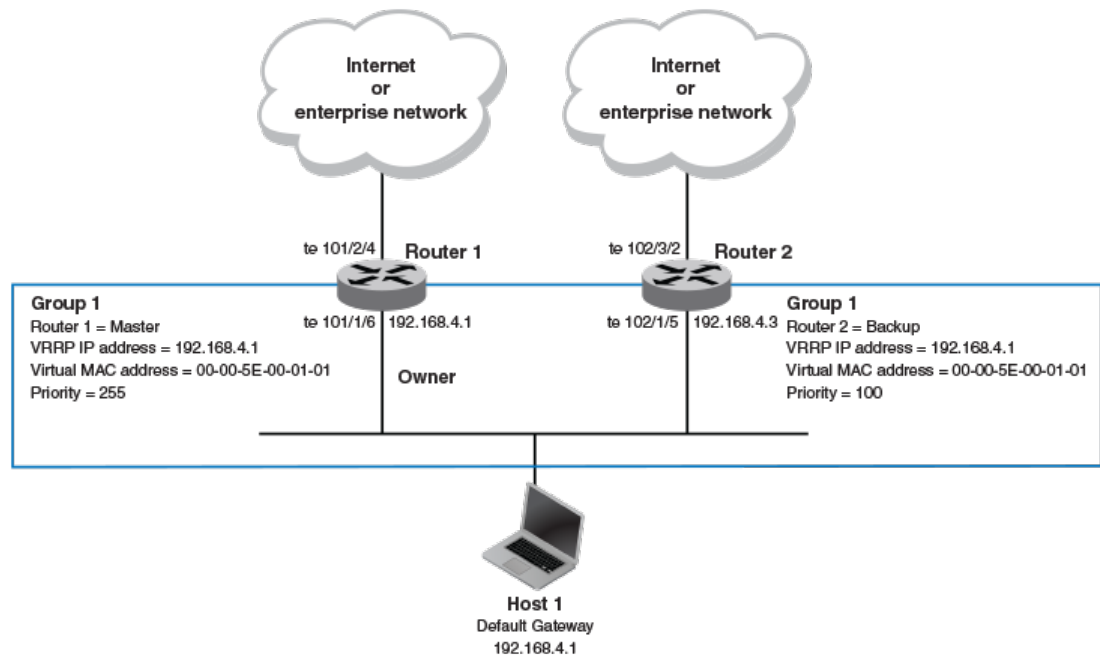 Internet
or
enterprise network
Internet
or
enterprise network
te 101/2/4
Router 1
te 102/3/2
Router 2
Group 1
Router 1 = Master
VRRP IP address = 192.168.4.1
Virtual MAC address = 00-00-5E-00-01-01
Priority = 255
te 101/1/6
192.168.4.1
Owner
te 102/1/5
192.168.4.3
Group 1
Router 2 = Backup
VRRP IP address = 192.168.4.1
Virtual MAC address = 00-00-5E-00-01-01
Priority = 100
Host 1
Default Gateway
192.168.4.1